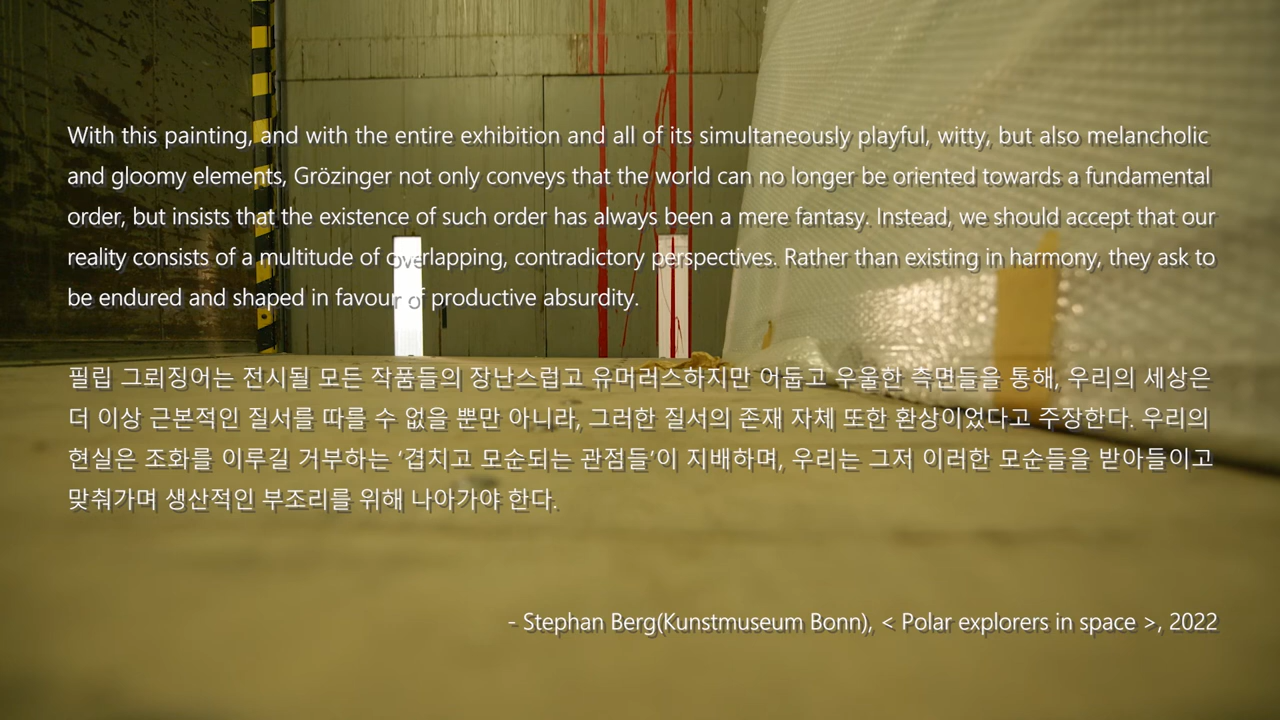 With this painting, and with the entire exhibition and all of its simultaneously playful, witty, but also melancholic
and gloomy elements, Grözinger not only conveys that the world can no longer be oriented towards a fundamental
order, but insists that the existence of such order has always been a mere fantasy. Instead, we should accept that our
reality consists of a multitude of overlapping, contradictory perspectives. Rather than existing in harmony, they ask to
be endured and shaped in favour of productive absurdity.
필립 그뢰징어는 전시될 모든 작품들의 장난스럽고 유머러스하지만 어둡고 우울한 측면들을 통해, 우리의 세상은
더 이상 근본적인 질서를 따를 수 없을 뿐만 아니라, 그러한 질서의 존재 자체 또한 환상이었다고 주장한다. 우리의
현실은 조화를 이루길 거부하는 ‘겹치고 모순되는 관점들’이 지배하며, 우리는 그저 이러한 모순들을 받아들이고
맞춰가며 생산적인 부조리를 위해 나아가야 한다.
- Stephan Berg(Kunstmuseum Bonn), < Polar explorers in space >, 2022